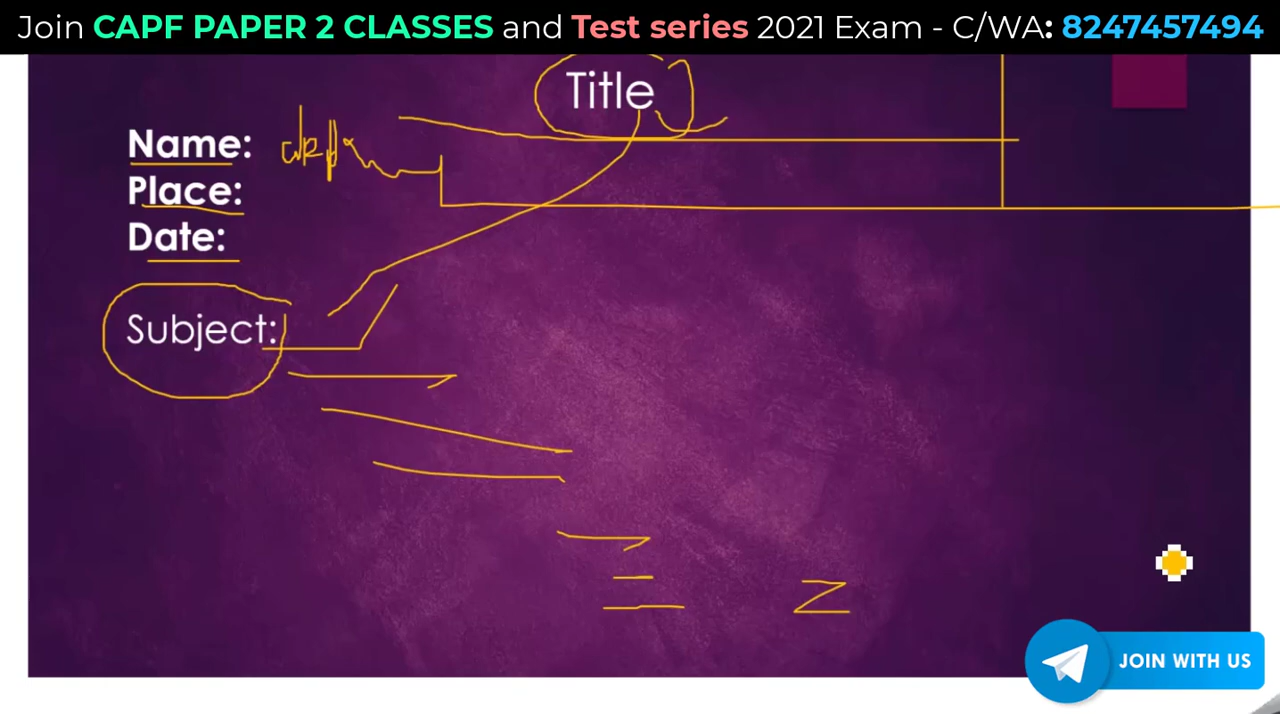 Join CAPF PAPER 2 CLASSES and Test series 2021 Exam - C/WA: 8247457494
Title
Name:
Place:
Date:
Subject:
JOIN WITH US